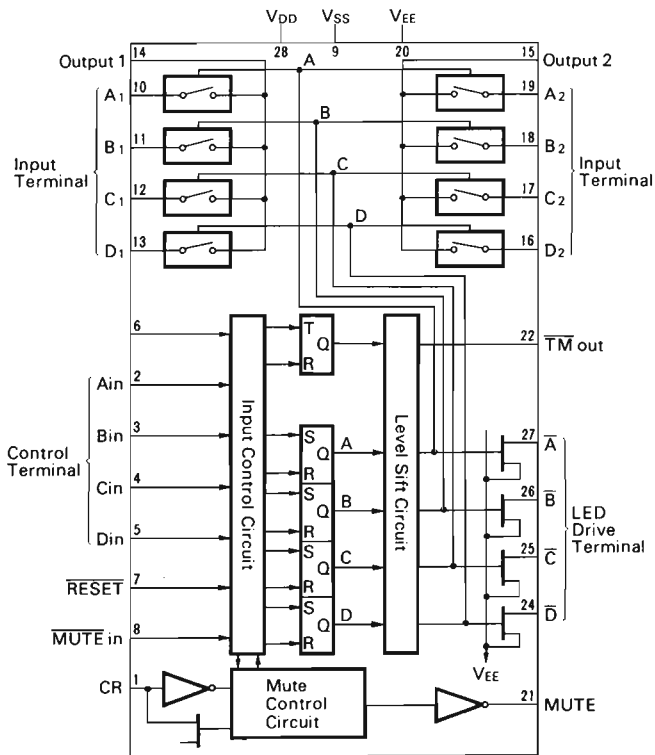 VDD VSS VEE
14 28 9 20 15
Output 1 A Output 2
10 19
A1 A2
B
11 18
B1 B2
Input Terminal
Input Terminal
C
12 17
C1 C2
D
13 16
D1 D2
6
T
Q
R
22 TM out
2
Ain
3
Bin
Control Terminal
4
Cin
5
Din
7
RESET
8
MUTE in
Input Control Circuit
S
Q A
R
S
Q B
R
S
Q C
R
S
Q D
R
Level Sift Circuit
27 A
26 B
25 C
24 D
LED Drive Terminal
VEE
1
CR
Mute Control Circuit
21 MUTE